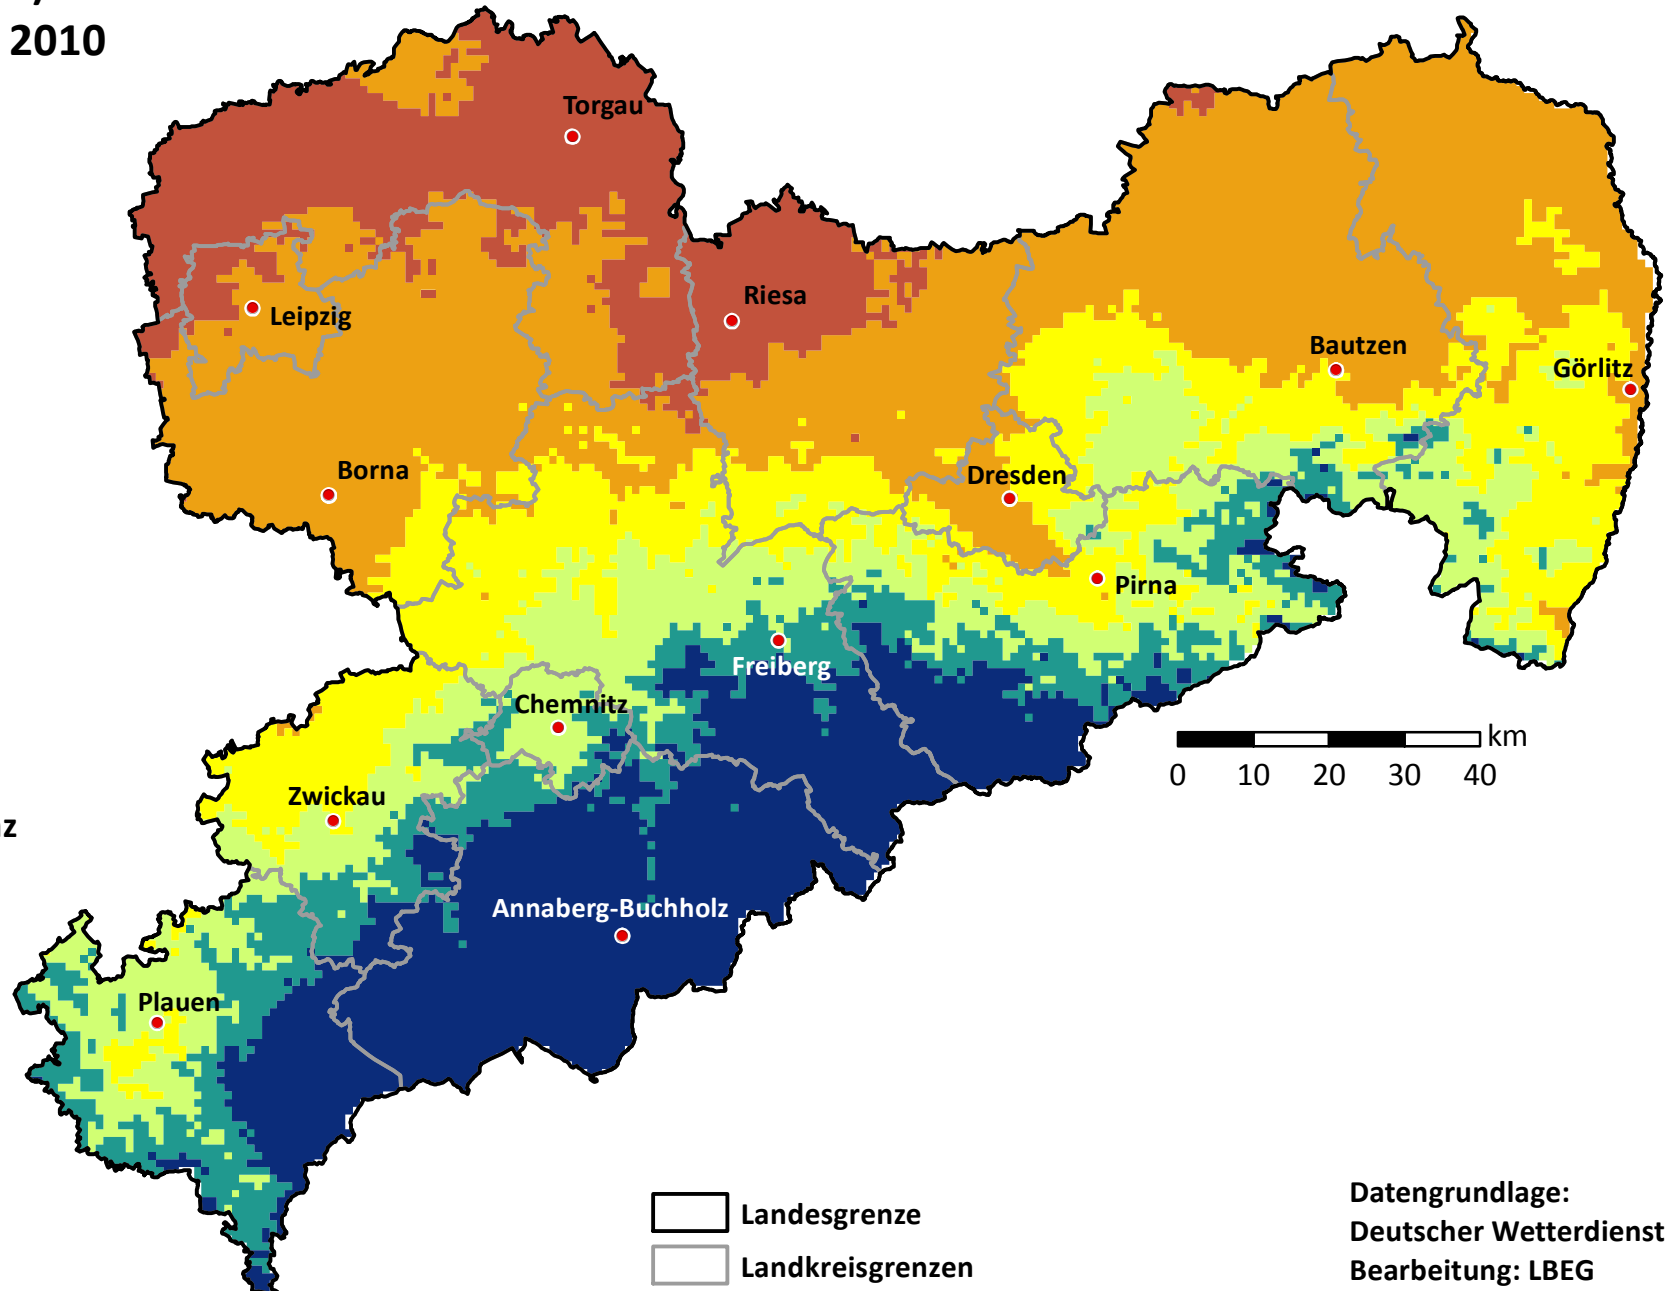 2010
Torgau
Riesa
Leipzig
Bautzen
Görlitz
Borna
Dresden
Pirna
Freiberg
Chemnitz
km
0 10 20 30 40
Zwickau
Annaberg-Buchholz
Plauen
Landesgrenze
Landkreisgrenzen
Datengrundlage:
Deutscher Wetterdienst
Bearbeitung: LBEG